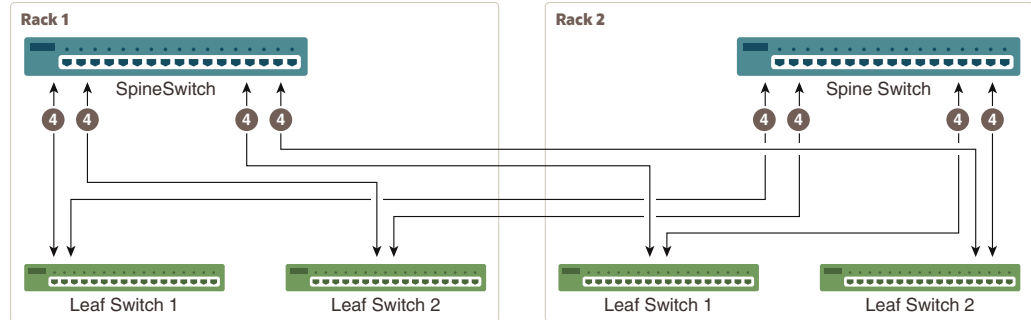 Rack 1
Rack 2
SpineSwitch
Spine Switch
4 4 4 4 4 4 4 4
Leaf Switch 1
Leaf Switch 2
Leaf Switch 1
Leaf Switch 2